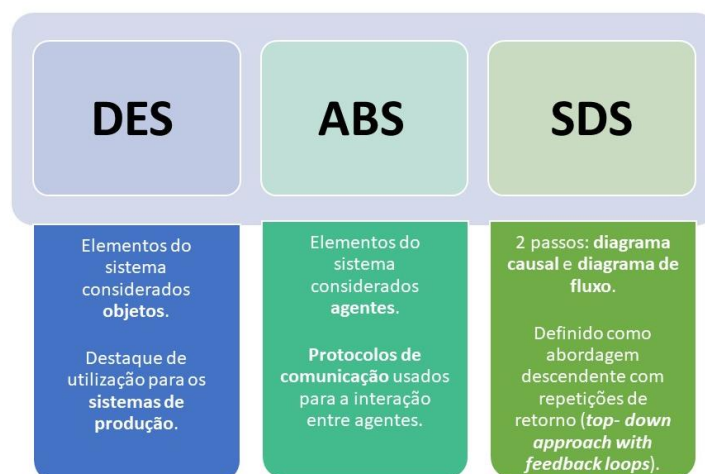 DES
ABS
SDS
Elementos do
sistema
considerados
objetos.
Destaque de
utilização para os
sistemas de
produção.
Elementos do
sistema
considerados
agentes.
Protocolos de
comunicação usados
para a interação
entre agentes.
2 passos: diagrama
causal e diagrama de
fluxo.
Definido como
abordagem
descendente com
repetições de
retorno (top- down
approach with
feedback loops).